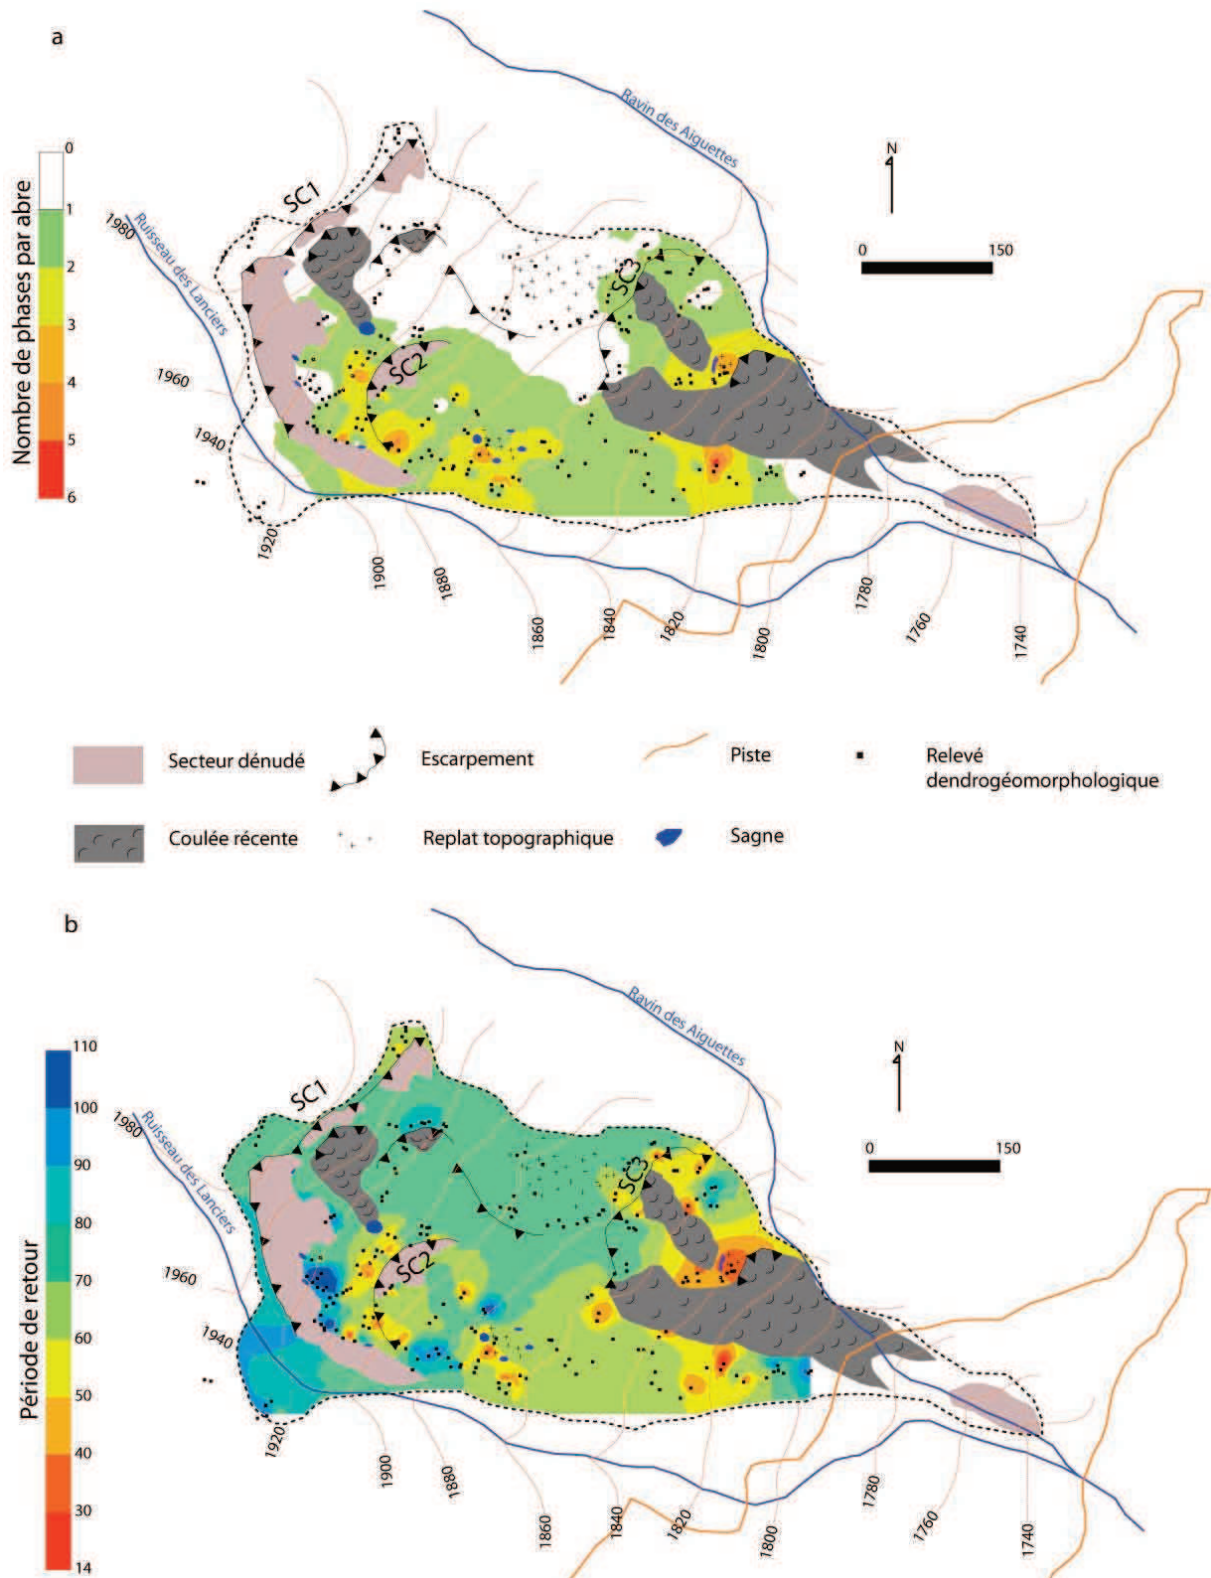 a
Ravin des Aiguettes
N
0
150
Nombre de phases par abre
0
1
2
3
4
5
6
SC1
SC2
SC3
Ruisseau des Lanciers
1980
1960
1940
1920
1900
1880
1860
1840
1820
1800
1780
1760
1740
Secteur dénudé
Escarpement
Piste
Relevé
dendrogéomorphologique
Coulée récente
Replat topographique
Sagne
b
Ravin des Aiguettes
N
0
150
Période de retour
110
100
90
80
70
60
50
40
30
14
SC1
SC2
SC3
Ruisseau des Lanciers
1980
1960
1940
1920
1900
1880
1860
1840
1820
1800
1780
1760
1740